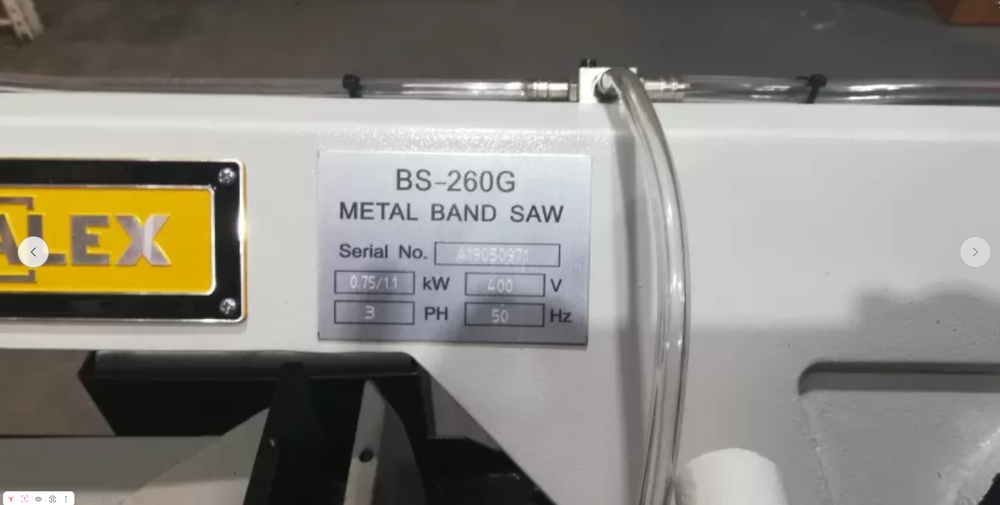 ALEX
BS-260G
METAL BAND SAW
Serial No. A19050971
0.75/1.1 kW 400 V
3 PH 50 Hz